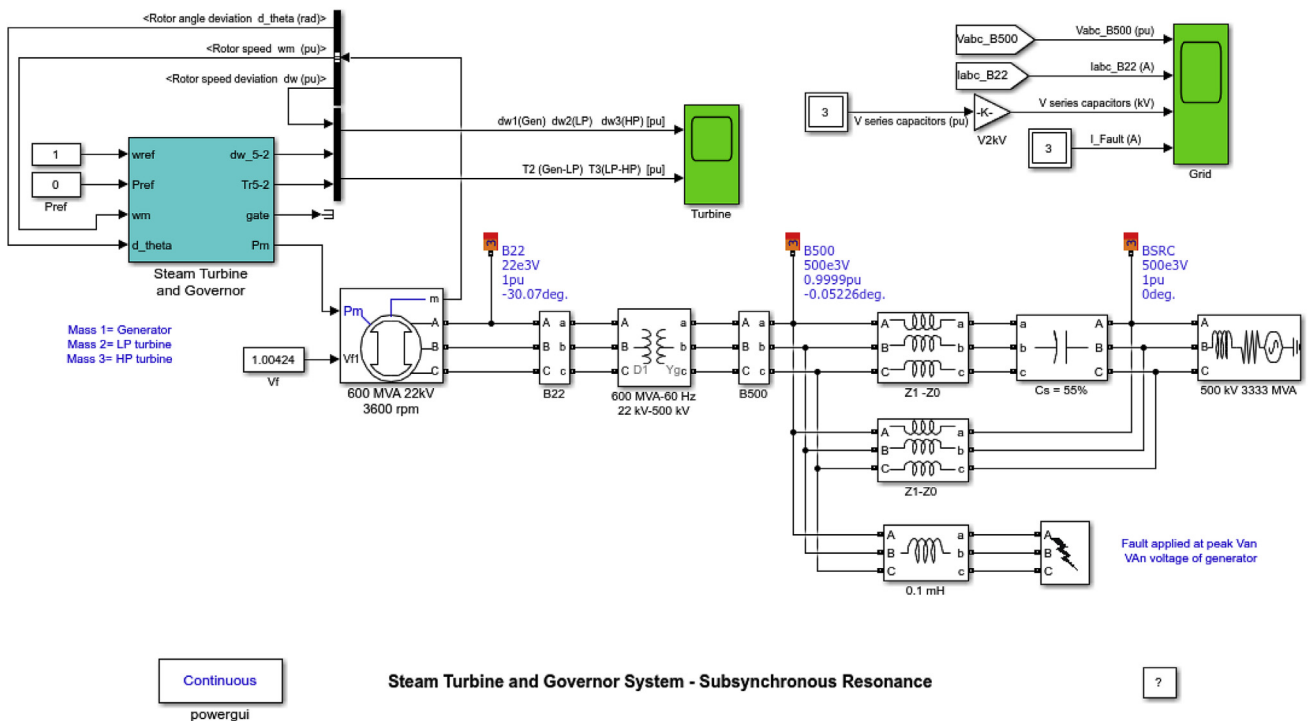 <Rotor angle deviation d_theta (rad)>
<Rotor speed wm (pu)>
<Rotor speed deviation dw (pu)>
dw1(Gen) dw2(LP) dw3(HP) [pu]
T2 (Gen-LP) T3(LP-HP) [pu]
Turbine
Vabc_B500
Vabc_B500 (pu)
Iabc_B22
Iabc_B22 (A)
3
V series capacitors (pu)
-K-
V2kV
V series capacitors (kV)
3
I_Fault (A)
Grid
1
0
Pref
wref
Pref
wm
d_theta
dw_5-2
Tr5-2
gate
Pm
Steam Turbine
and Governor
Mass 1= Generator
Mass 2= LP turbine
Mass 3= HP turbine
1.00424
Vf
Pm
m
Vf1
A
B
C
600 MVA 22kV
3600 rpm
3
B22
22e3V
1pu
-30.07deg.
A a
B b
C c
B22
A a
B b
C c
D1 Yg
600 MVA-60 Hz
22 kV-500 kV
A a
B b
C c
B500
3
B500
500e3V
0.9999pu
-0.05226deg.
A a
B b
C c
Z1 -Z0
a A
b B
c C
Cs = 55%
3
BSRC
500e3V
1pu
0deg.
A
B
C
500 kV 3333 MVA
A a
B b
C c
Z1-Z0
A a
B b
C c
0.1 mH
A
B
C
Fault applied at peak Van
VAn voltage of generator
Continuous
powergui
Steam Turbine and Governor System - Subsynchronous Resonance
?